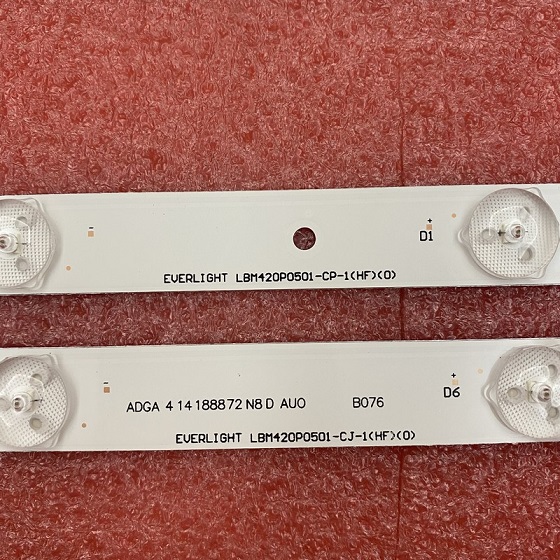 - +
D1
EVERLIGHT LBM420P0501-CP-1(HF)(0)
- +
D6
ADGA 4 14 188872 N8 D AUO B076
EVERLIGHT LBM420P0501-CJ-1(HF)(0)